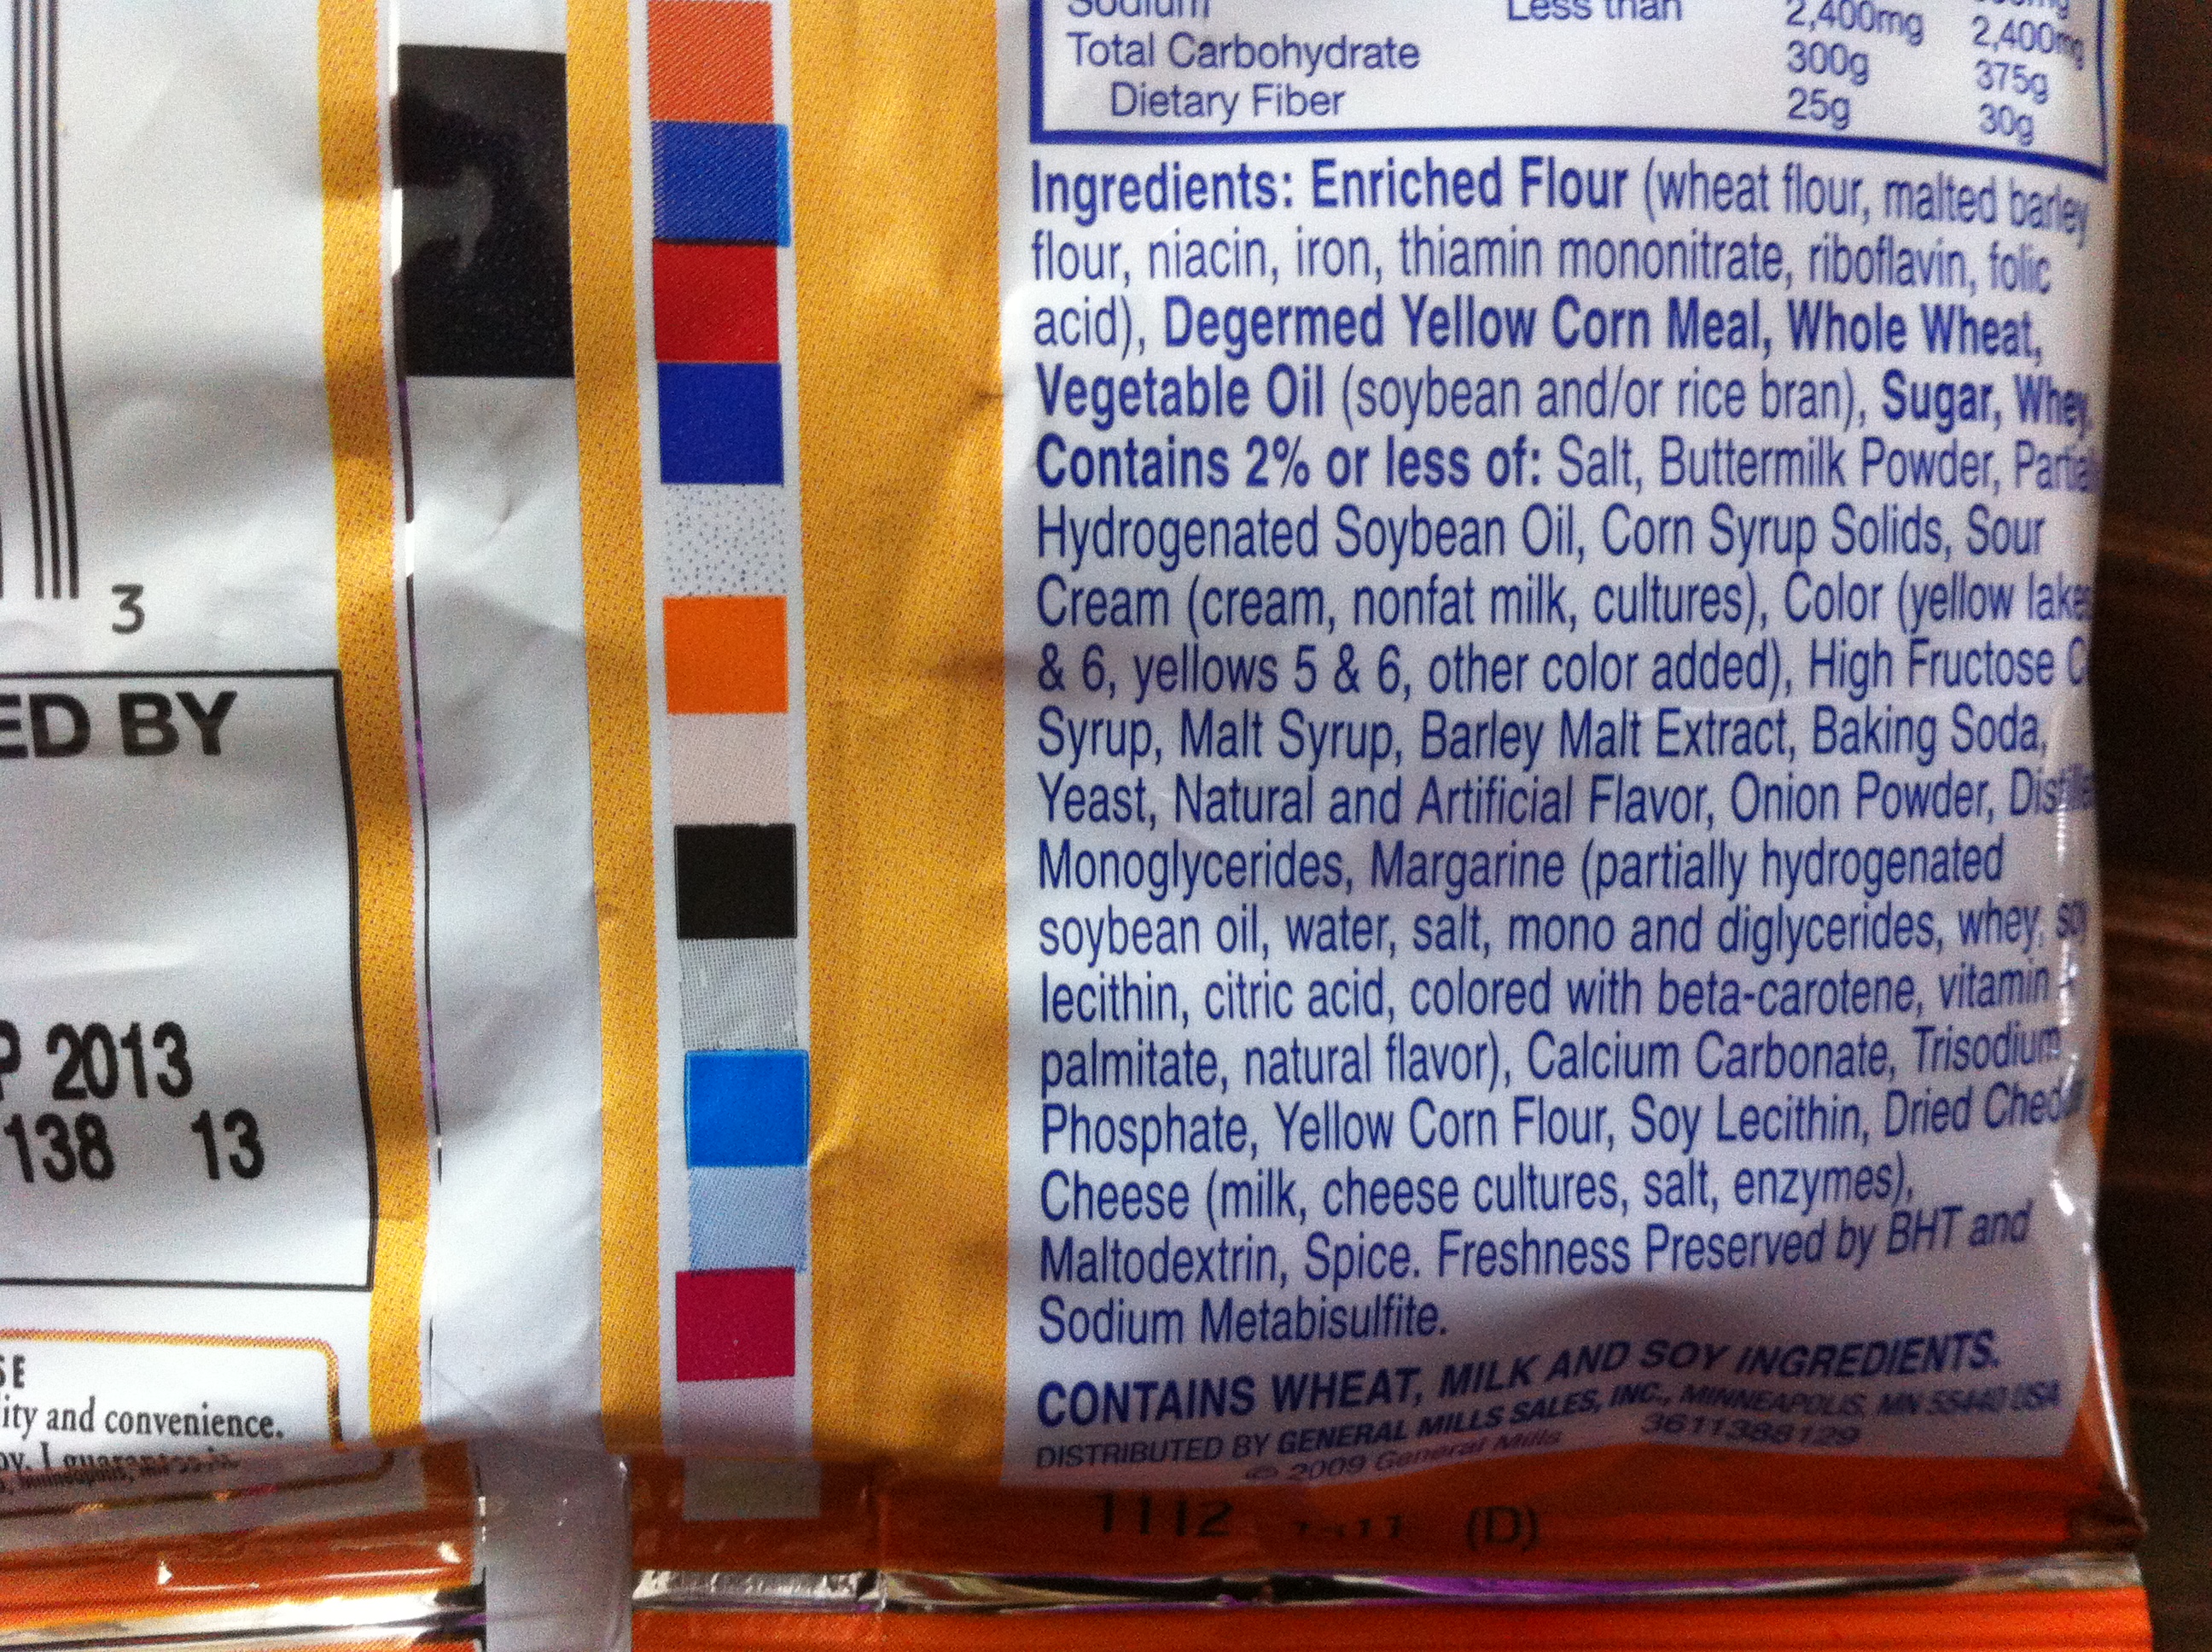 3
ED BY
2013
138 13
SE
ity and convenience.
Sodium Less than 2,400mg 2,400mg
Total Carbohydrate 300g 375g
Dietary Fiber 25g 30g
Ingredients: Enriched Flour (wheat flour, malted barley
flour, niacin, iron, thiamin mononitrate, riboflavin, folic
acid), Degermed Yellow Corn Meal, Whole Wheat,
Vegetable Oil (soybean and/or rice bran), Sugar, Whey.
Contains 2% or less of: Salt, Buttermilk Powder,
Hydrogenated Soybean Oil, Corn Syrup Solids, Sour
Cream (cream, nonfat milk, cultures), Color (yellow lake
& 6, yellows 5 & 6, other color added), High Fructose C
Syrup, Malt Syrup, Barley Malt Extract, Baking Soda,
Yeast, Natural and Artificial Flavor, Onion Powder,
Monoglycerides, Margarine (partially hydrogenated
soybean oil, water, salt, mono and diglycerides, whey, soy
lecithin, citric acid, colored with beta-carotene, vitamin
palmitate, natural flavor), Calcium Carbonate, Trisodium
Phosphate, Yellow Corn Flour, Soy Lecithin, Dried
Cheese (milk, cheese cultures, salt, enzymes),
Maltodextrin, Spice. Freshness Preserved by BHT and
Sodium Metabisulfite.
CONTAINS WHEAT, MILK AND SOY INGREDIENTS.
DISTRIBUTED BY GENERAL MILLS SALES, INC., MINNEAPOLIS, MN 55440 USA
© 2009 General Mills 3611388129
1112 (D)